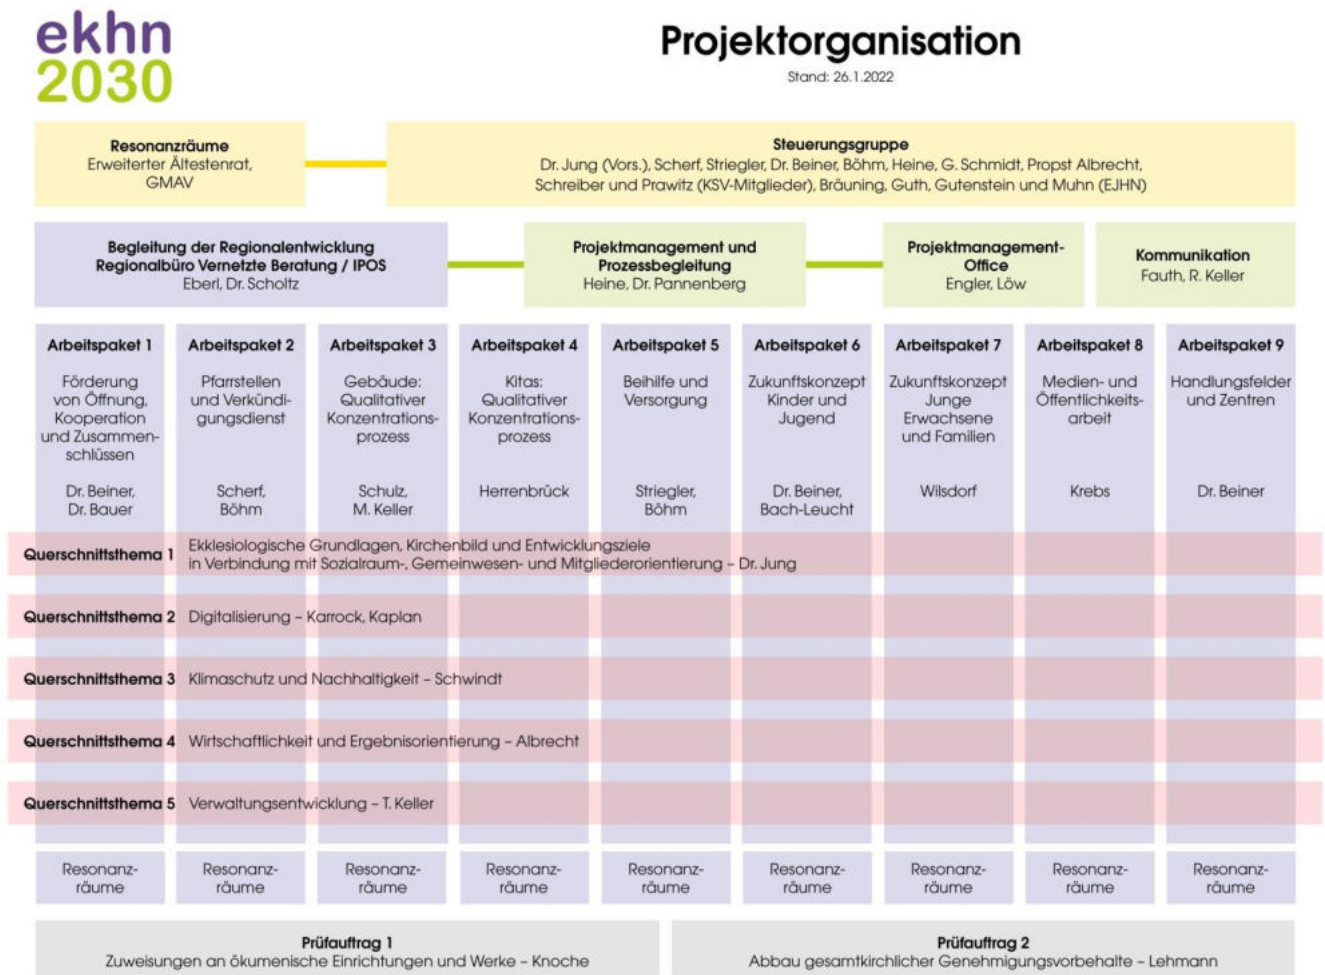 ekhn
2030
Projektorganisation
Stand: 26.1.2022
Resonanzräume
Erweiterter Ältestenrat,
GMAV
Steuerungsgruppe
Dr. Jung (Vors.), Scherf, Striegler, Dr. Beiner, Böhm, Heine, G. Schmidt, Propst Albrecht,
Schreiber und Prawitz (KSV-Mitglieder), Bräuning, Guth, Gutenstein und Muhn (EJHN)
Begleitung der Regionalentwicklung
Regionalbüro Vernetzte Beratung / IPOS
Eberl, Dr. Scholtz
Projektmanagement und
Prozessbegleitung
Heine, Dr. Pannenberg
Projektmanagement-
Office
Engler, Löw
Kommunikation
Fauth, R. Keller
Arbeitspaket 1
Förderung
von Öffnung,
Kooperation
und Zusammen-
schlüssen
Dr. Beiner,
Dr. Bauer
Arbeitspaket 2
Pfarrstellen
und Verkündi-
gungsdienst
Scherf,
Böhm
Arbeitspaket 3
Gebäude:
Qualitativer
Konzentrations-
prozess
Schulz,
M. Keller
Arbeitspaket 4
Kitas:
Qualitativer
Konzentrations-
prozess
Herrenbrück
Arbeitspaket 5
Beihilfe und
Versorgung
Striegler,
Böhm
Arbeitspaket 6
Zukunftskonzept
Kinder und
Jugend
Dr. Beiner,
Bach-Leucht
Arbeitspaket 7
Zukunftskonzept
Junge
Erwachsene
und Familien
Wilsdorf
Arbeitspaket 8
Medien- und
Öffentlichkeits-
arbeit
Krebs
Arbeitspaket 9
Handlungsfelder
und Zentren
Dr. Beiner
Querschnittsthema 1
Ekklesiologische Grundlagen, Kirchenbild und Entwicklungsziele
in Verbindung mit Sozialraum-, Gemeinwesen- und Mitgliederorientierung – Dr. Jung
Querschnittsthema 2 Digitalisierung – Karrock, Kaplan
Querschnittsthema 3 Klimaschutz und Nachhaltigkeit – Schwindt
Querschnittsthema 4 Wirtschaftlichkeit und Ergebnisorientierung – Albrecht
Querschnittsthema 5 Verwaltungsentwicklung – T. Keller
Resonanz-
räume
Resonanz-
räume
Resonanz-
räume
Resonanz-
räume
Resonanz-
räume
Resonanz-
räume
Resonanz-
räume
Resonanz-
räume
Resonanz-
räume
Prüfauftrag 1
Zuweisungen an ökumenische Einrichtungen und Werke – Knoche
Prüfauftrag 2
Abbau gesamtkirchlicher Genehmigungsvorbehalte – Lehmann